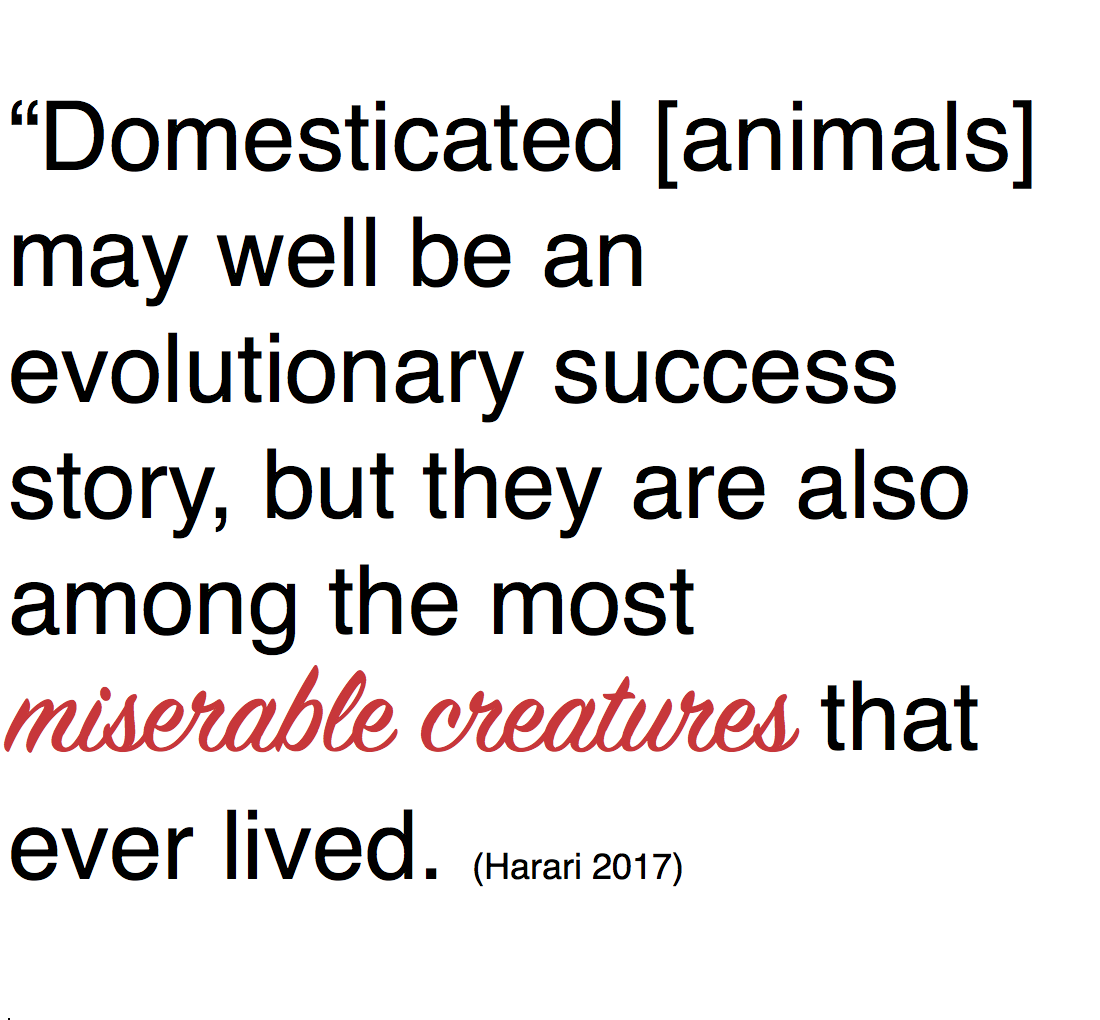 “Domesticated [animals]
may well be an
evolutionary success
story, but they are also
among the most
miserable creatures that
ever lived. (Harari 2017)
.